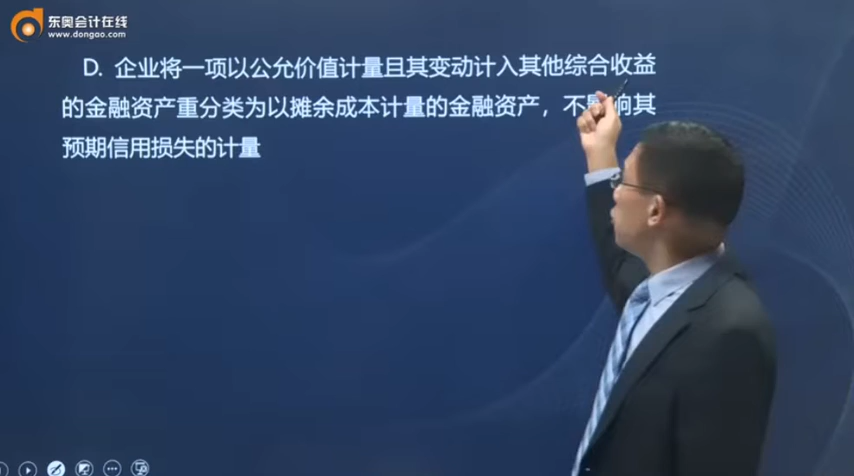 东奥会计在线
www.dongao.com
D. 企业将一项以公允价值计量且其变动计入其他综合收益
的金融资产重分类为以摊余成本计量的金融资产，不影响其
预期信用损失的计量